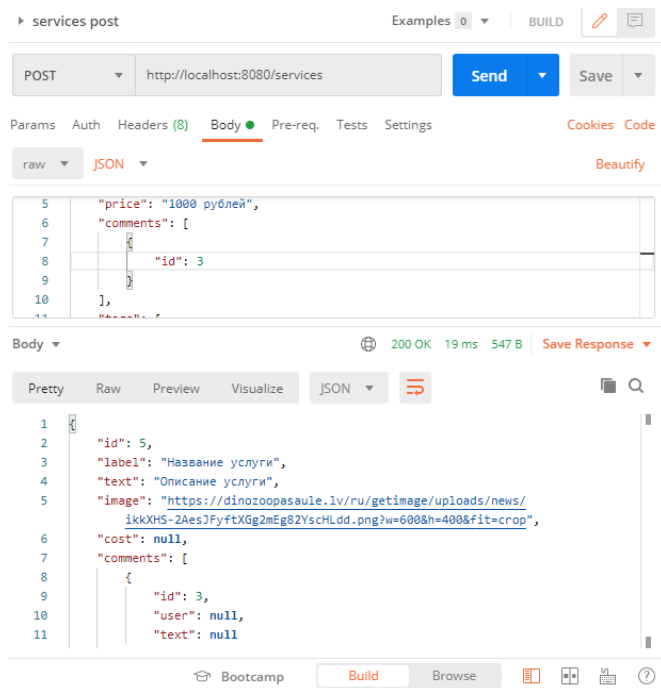 services post Examples 0 BUILD
POST http://localhost:8080/services Send Save
Params Auth Headers (8) Body Pre-req. Tests Settings Cookies Code
raw JSON Beautify
5 "price": "1000 рублей",
6 "comments": [
7 {
8 "id": 3
9 }
10 ],
Body 200 OK 19 ms 547 B Save Response
Pretty Raw Preview Visualize JSON
1 {
2 "id": 5,
3 "label": "Название услуги",
4 "text": "Описание услуги",
5 "image": "https://dinozoopasaule.lv/ru/getimage/uploads/news/
ikkXHS-2AesJFyftXGg2mEg82YscHLdd.png?w=600&h=400&fit=crop",
6 "cost": null,
7 "comments": [
8 {
9 "id": 3,
10 "user": null,
11 "text": null
Bootcamp Build Browse